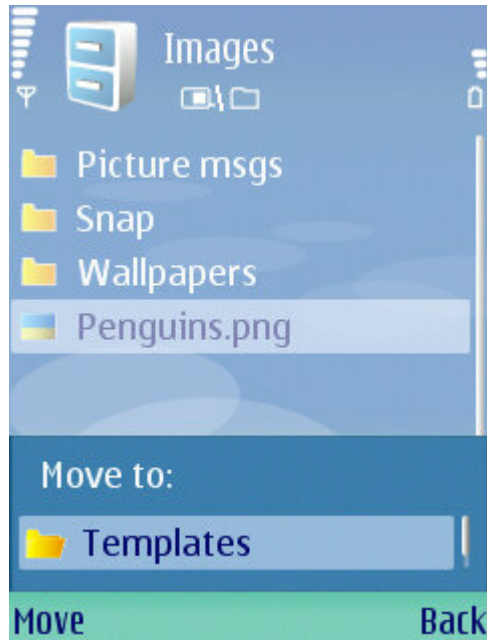 Images
Picture msgs
Snap
Wallpapers
Penguins.png
Move to:
Templates
Move Back